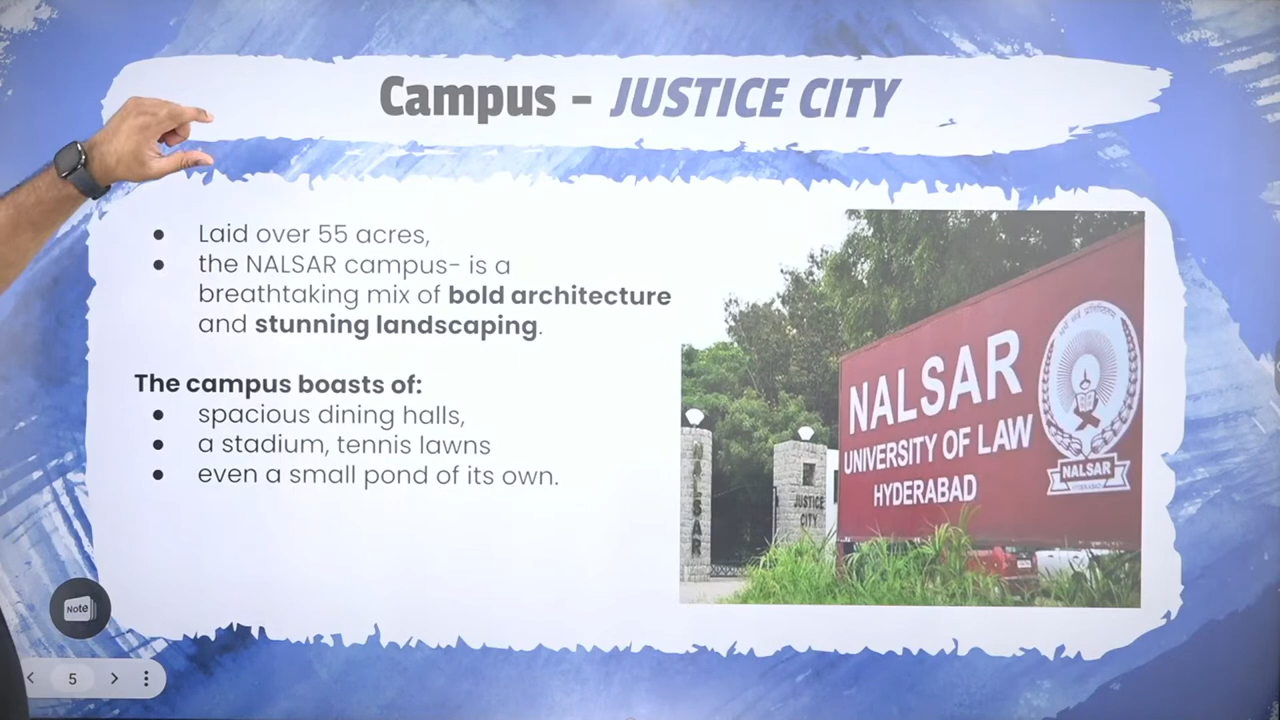 Campus - JUSTICE CITY
Laid over 55 acres,
the NALSAR campus- is a
breathtaking mix of bold architecture
and stunning landscaping.
The campus boasts of:
spacious dining halls,
a stadium, tennis lawns
even a small pond of its own.
NALSAR
UNIVERSITY OF LAW
HYDERABAD
NALSAR
HYDERABAD
NALSAR
JUSTICE
CITY
Note
5